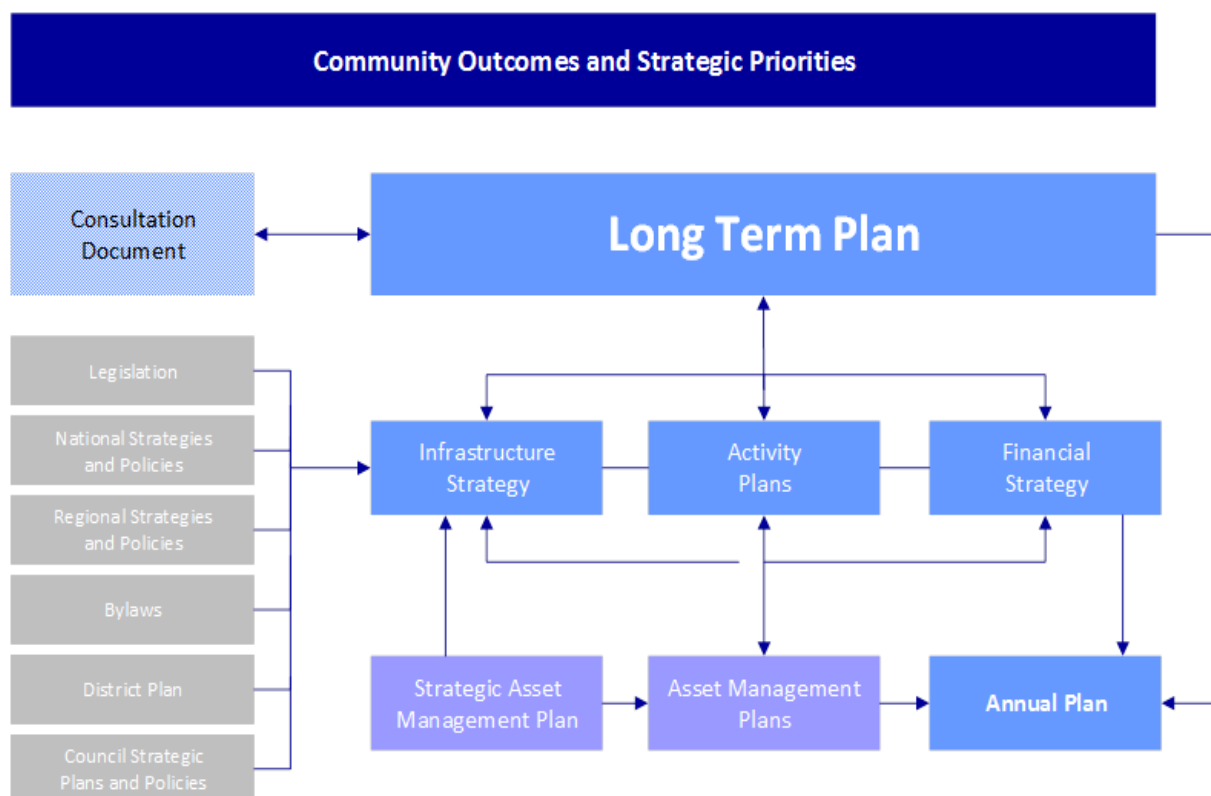 Community Outcomes and Strategic Priorities
Consultation
Document
Long Term Plan
Legislation
National Strategies
and Policies
Regional Strategies
and Policies
Bylaws
District Plan
Council Strategic
Plans and Policies
Infrastructure
Strategy
Activity
Plans
Financial
Strategy
Strategic Asset
Management Plan
Asset Management
Plans
Annual Plan